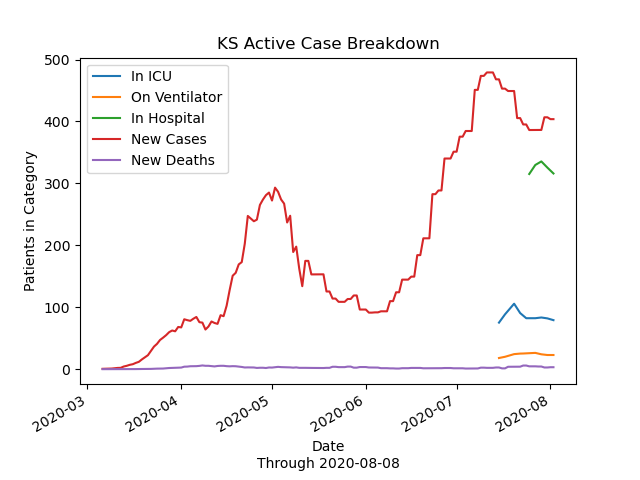 KS Active Case Breakdown
In ICU
On Ventilator
In Hospital
New Cases
New Deaths
Patients in Category
500
400
300
200
100
0
2020-03
2020-04
2020-05
2020-06
2020-07
2020-08
Date
Through 2020-08-08